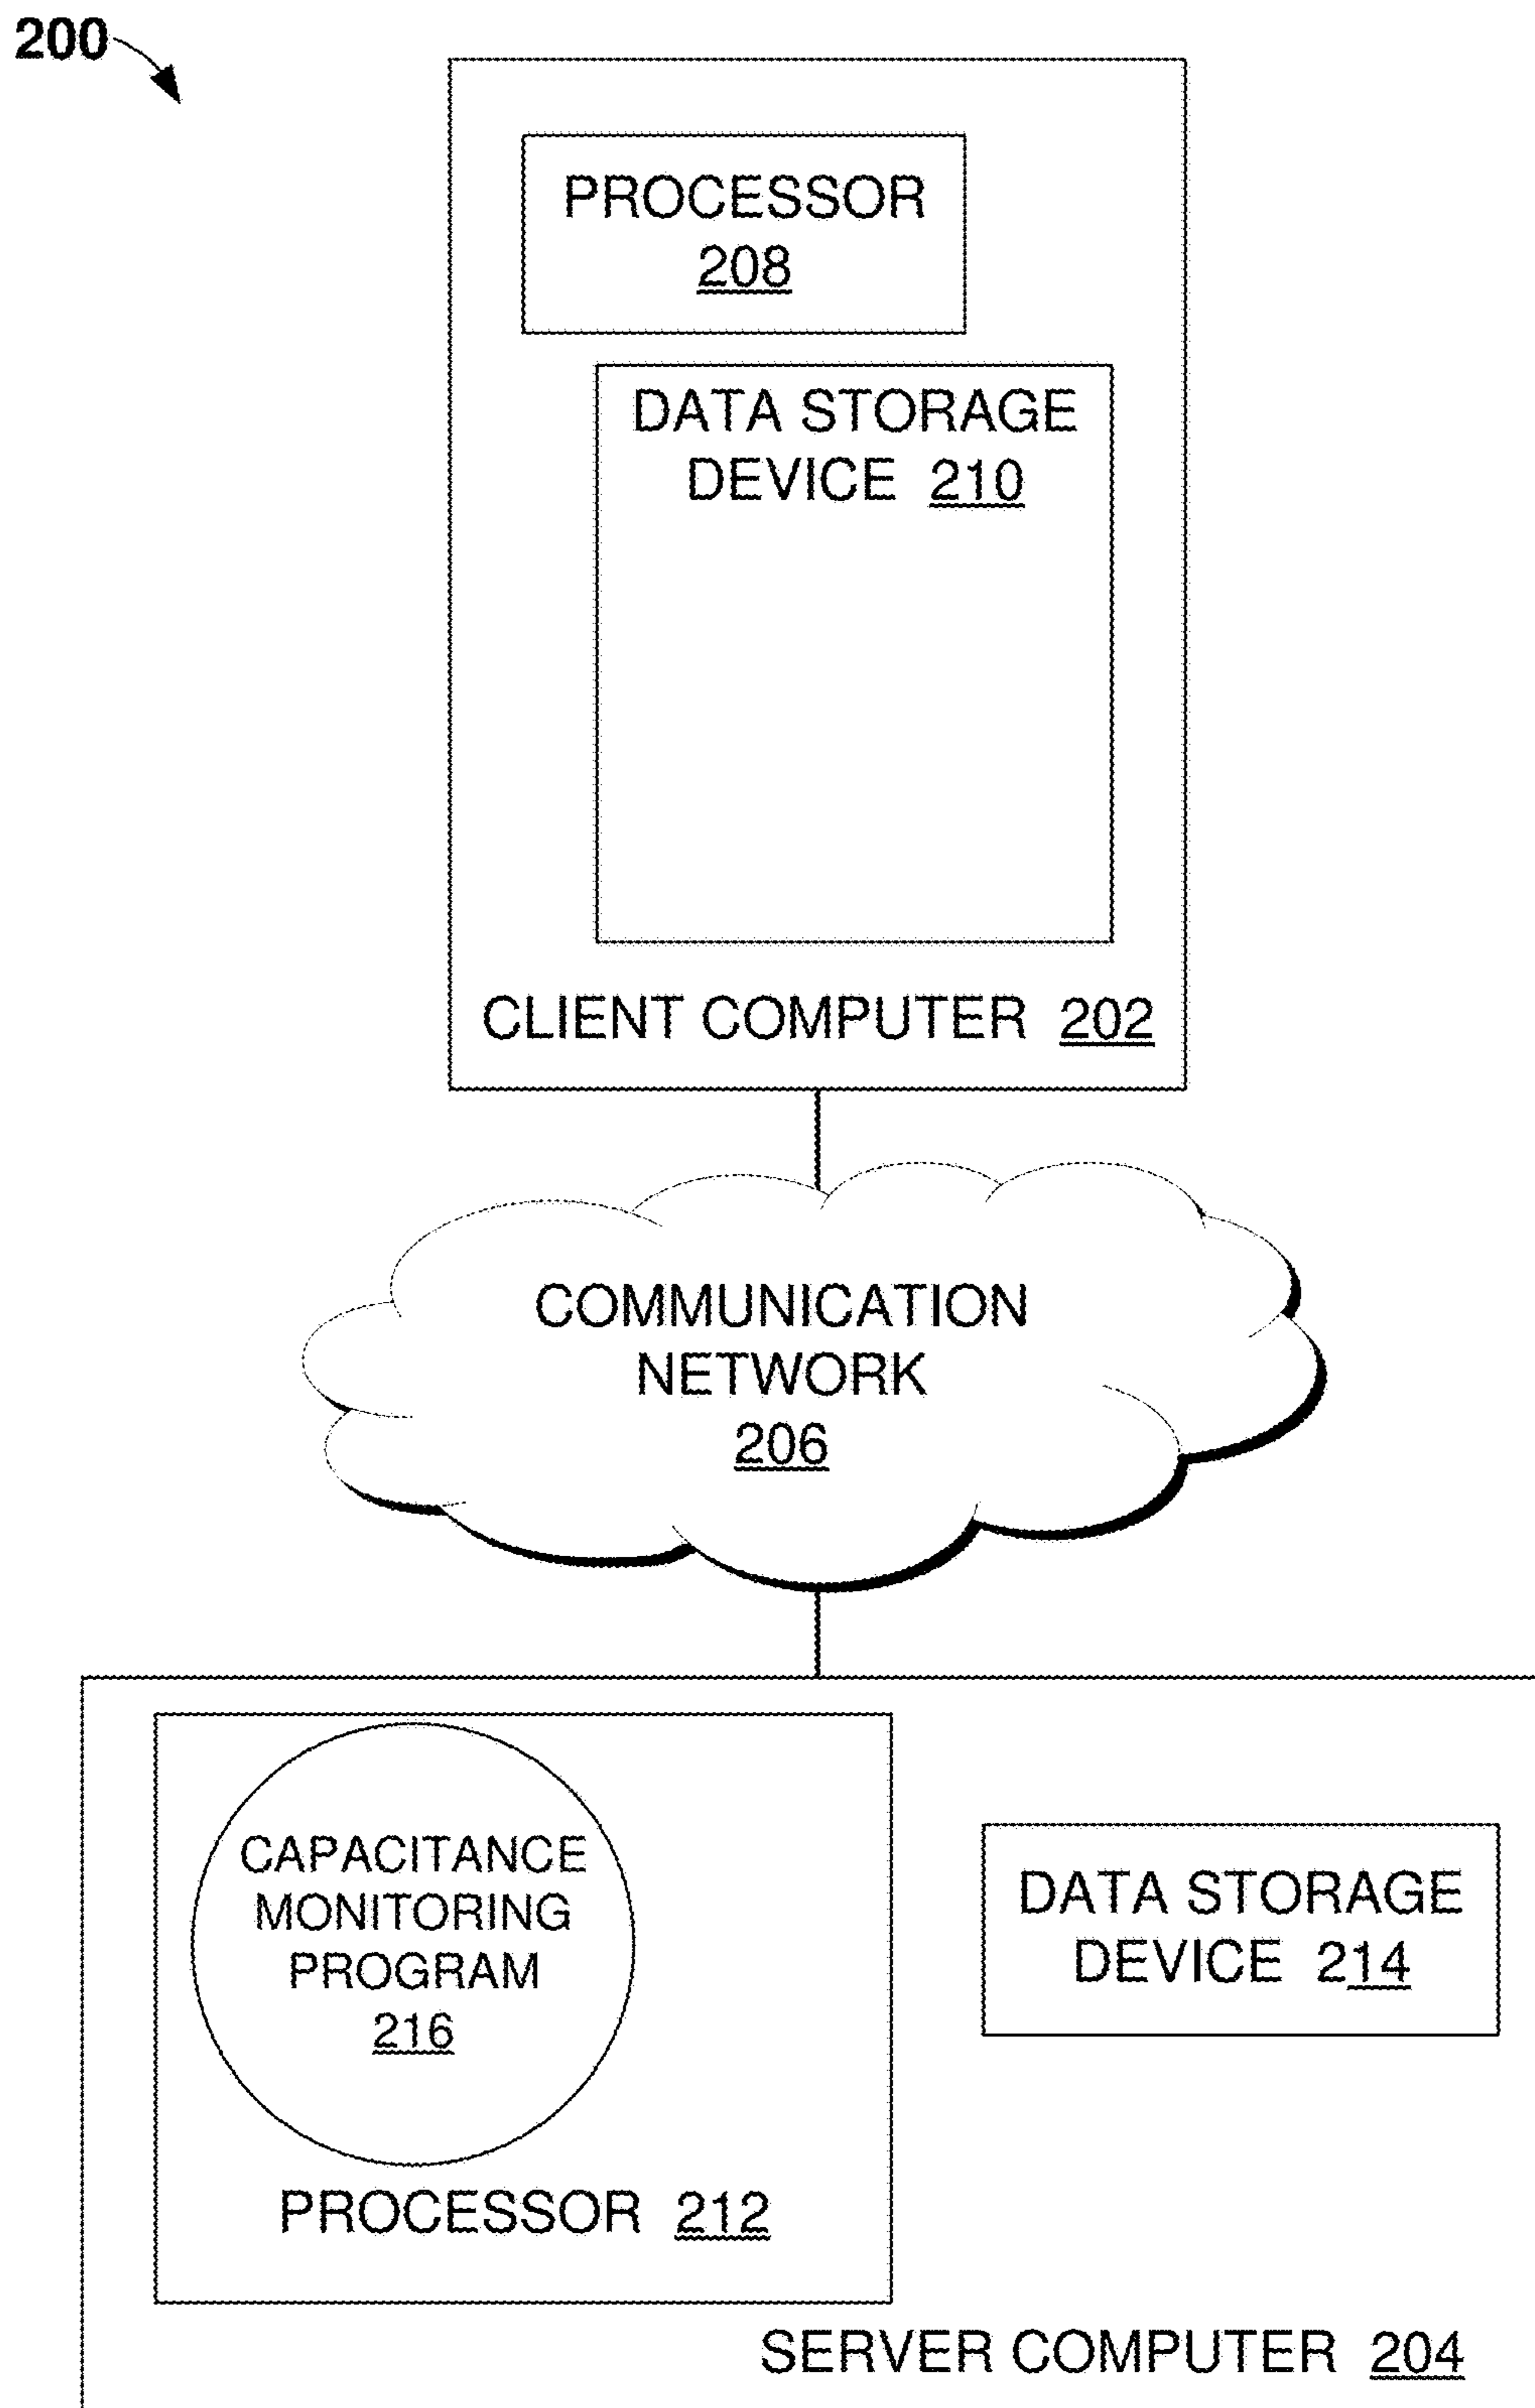 200
PROCESSOR
208
DATA STORAGE
DEVICE 210
CLIENT COMPUTER 202
COMMUNICATION
NETWORK
206
CAPACITANCE
MONITORING
PROGRAM
216
PROCESSOR 212
DATA STORAGE
DEVICE 214
SERVER COMPUTER 204